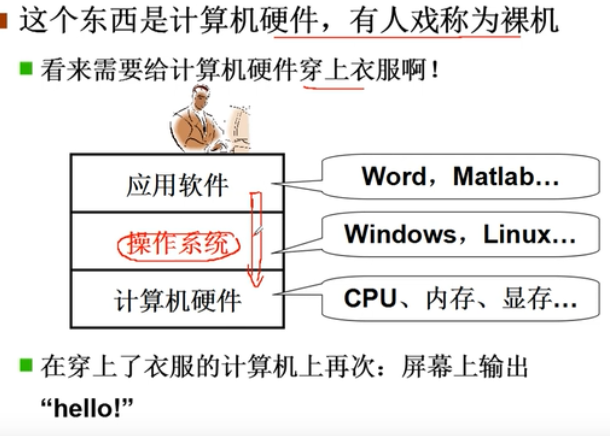 这个东西是计算机硬件，有人戏称为裸机
看来需要给计算机硬件穿上衣服啊！
应用软件
Word，Matlab…
操作系统
Windows，Linux…
计算机硬件
CPU、内存、显存…
在穿上了衣服的计算机上再次：屏幕上输出
“hello!”